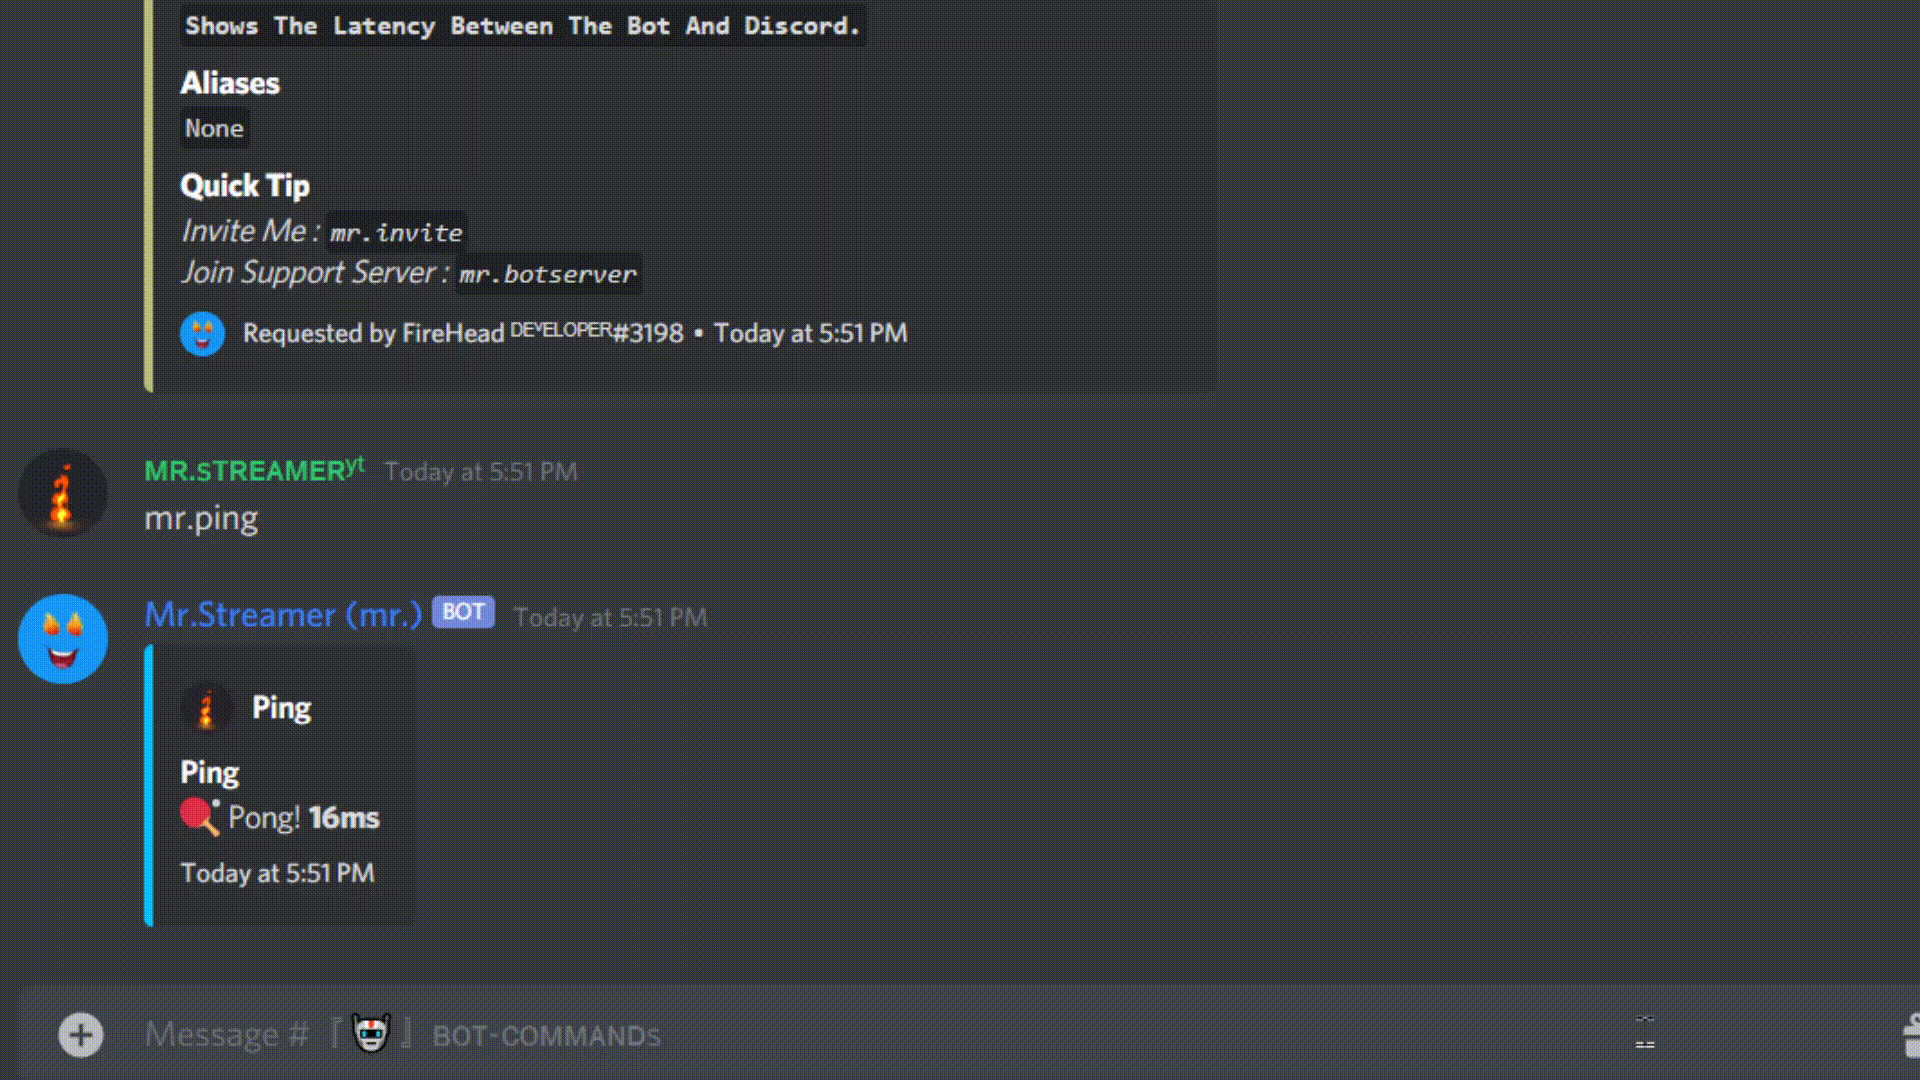 Shows The Latency Between The Bot And Discord.
Aliases
None
Quick Tip
Invite Me : mr.invite
Join Support Server : mr.botserver
Requested by FireHead ᴰᴱⱽᴱᴸᴼᴾᴱᴿ#3198 • Today at 5:51 PM
MR.sTREAMERʸᵗ Today at 5:51 PM
mr.ping
Mr.Streamer (mr.) BOT Today at 5:51 PM
Ping
Ping
Pong! 16ms
Today at 5:51 PM
Message # 『🤖』 BOT-COMMANDs